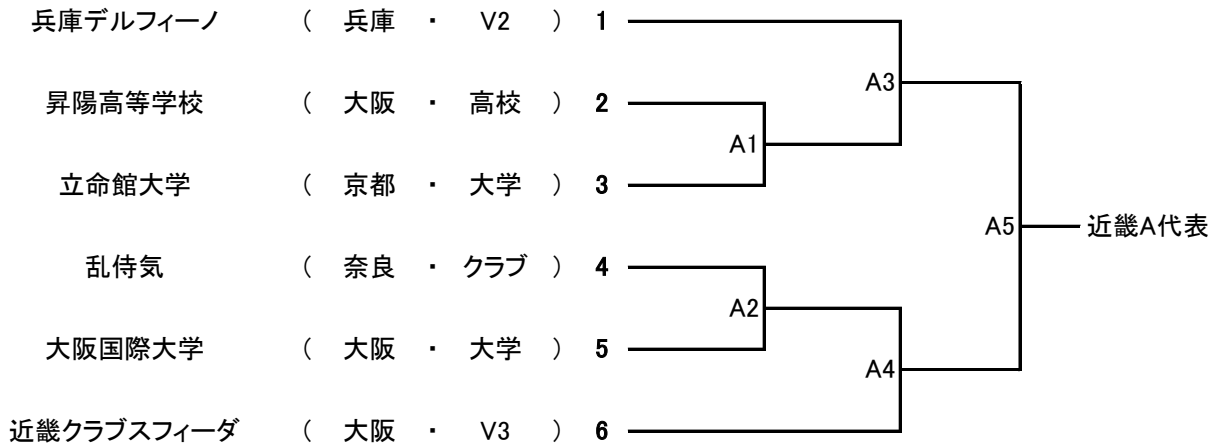 兵庫デルフィーノ ( 兵庫 ・ V2 ) 1
A3
昇陽高等学校 ( 大阪 ・ 高校 ) 2
A1
立命館大学 ( 京都 ・ 大学 ) 3
A5 近畿A代表
乱侍気 ( 奈良 ・ クラブ ) 4
A2
大阪国際大学 ( 大阪 ・ 大学 ) 5
A4
近畿クラブスフィーダ ( 大阪 ・ V3 ) 6